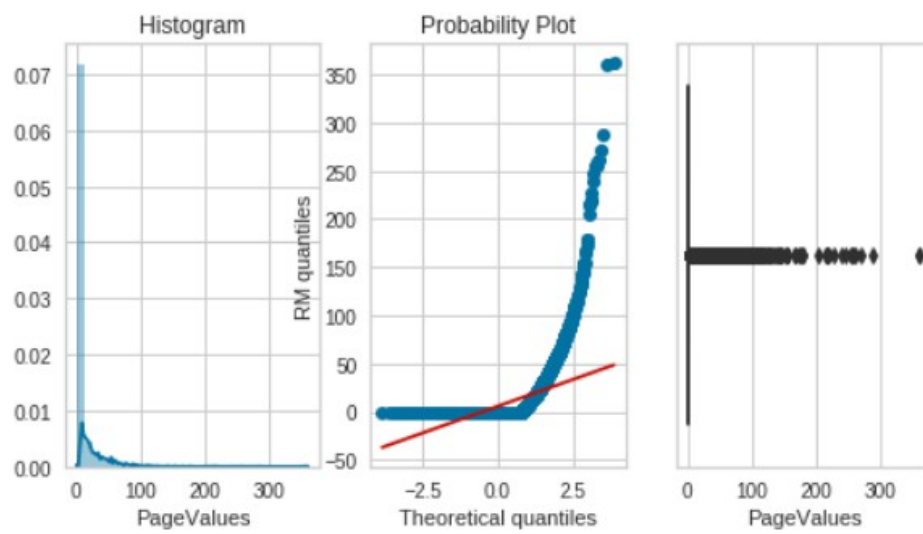 Histogram
0.07
0.06
0.05
0.04
0.03
0.02
0.01
0.00
0 100 200 300
PageValues
Probability Plot
RM quantiles
350
300
250
200
150
100
50
0
−50
−2.5 0.0 2.5
Theoretical quantiles
0 100 200 300
PageValues